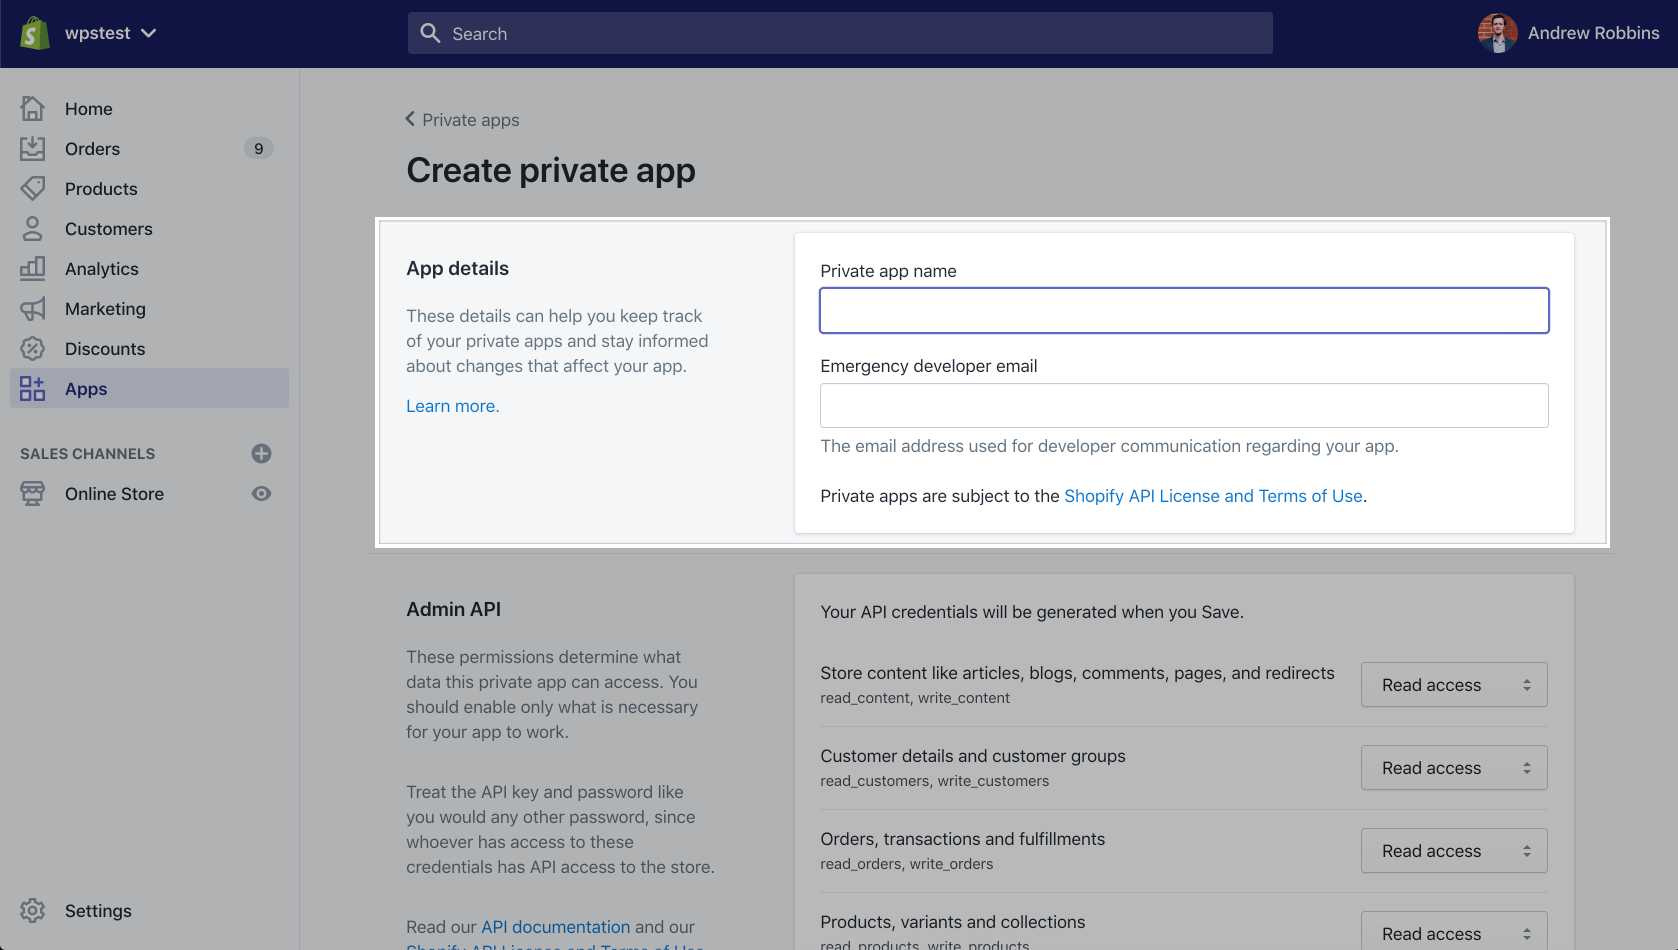 wpstest
Search
Andrew Robbins
Home
Orders 9
Products
Customers
Analytics
Marketing
Discounts
Apps
SALES CHANNELS
Online Store
Settings
Private apps
Create private app
App details
These details can help you keep track
of your private apps and stay informed
about changes that affect your app.
Learn more.
Private app name
Emergency developer email
The email address used for developer communication regarding your app.
Private apps are subject to the Shopify API License and Terms of Use.
Admin API
These permissions determine what
data this private app can access. You
should enable only what is necessary
for your app to work.
Treat the API key and password like
you would any other password, since
whoever has access to these
credentials has API access to the store.
Read our API documentation and our
Shopify API License and Terms of Use
Your API credentials will be generated when you Save.
Store content like articles, blogs, comments, pages, and redirects
read_content, write_content
Read access
Customer details and customer groups
read_customers, write_customers
Read access
Orders, transactions and fulfillments
read_orders, write_orders
Read access
Products, variants and collections
read_products, write_products
Read access